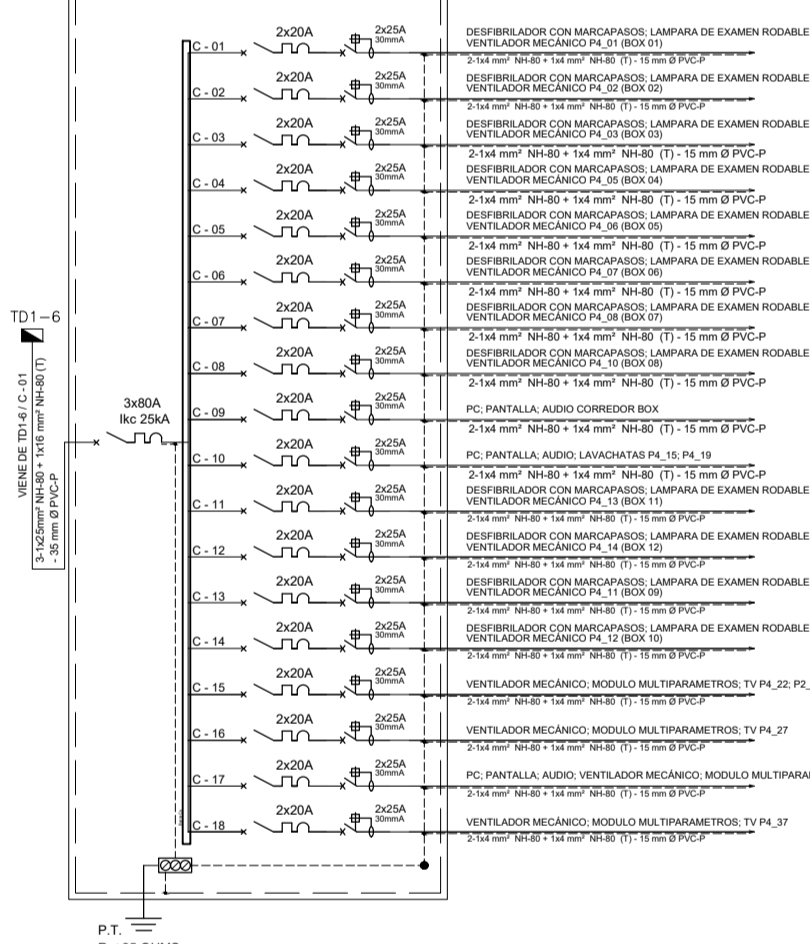 C - 01 2x20A 2x25A 30mmA
DESFIBRILADOR CON MARCAPASOS; LAMPARA DE EXAMEN RODABLE
VENTILADOR MECÁNICO P4_01 (BOX 01)
2-1x4 mm² NH-80 + 1x4 mm² NH-80 (T) - 15 mm Ø PVC-P
C - 02 2x20A 2x25A 30mmA
DESFIBRILADOR CON MARCAPASOS; LAMPARA DE EXAMEN RODABLE
VENTILADOR MECÁNICO P4_02 (BOX 02)
2-1x4 mm² NH-80 + 1x4 mm² NH-80 (T) - 15 mm Ø PVC-P
C - 03 2x20A 2x25A 30mmA
DESFIBRILADOR CON MARCAPASOS; LAMPARA DE EXAMEN RODABLE
VENTILADOR MECÁNICO P4_03 (BOX 03)
2-1x4 mm² NH-80 + 1x4 mm² NH-80 (T) - 15 mm Ø PVC-P
C - 04 2x20A 2x25A 30mmA
DESFIBRILADOR CON MARCAPASOS; LAMPARA DE EXAMEN RODABLE
VENTILADOR MECÁNICO P4_05 (BOX 04)
2-1x4 mm² NH-80 + 1x4 mm² NH-80 (T) - 15 mm Ø PVC-P
C - 05 2x20A 2x25A 30mmA
DESFIBRILADOR CON MARCAPASOS; LAMPARA DE EXAMEN RODABLE
VENTILADOR MECÁNICO P4_06 (BOX 05)
2-1x4 mm² NH-80 + 1x4 mm² NH-80 (T) - 15 mm Ø PVC-P
C - 06 2x20A 2x25A 30mmA
DESFIBRILADOR CON MARCAPASOS; LAMPARA DE EXAMEN RODABLE
VENTILADOR MECÁNICO P4_07 (BOX 06)
2-1x4 mm² NH-80 + 1x4 mm² NH-80 (T) - 15 mm Ø PVC-P
C - 07 2x20A 2x25A 30mmA
DESFIBRILADOR CON MARCAPASOS; LAMPARA DE EXAMEN RODABLE
VENTILADOR MECÁNICO P4_08 (BOX 07)
2-1x4 mm² NH-80 + 1x4 mm² NH-80 (T) - 15 mm Ø PVC-P
C - 08 2x20A 2x25A 30mmA
DESFIBRILADOR CON MARCAPASOS; LAMPARA DE EXAMEN RODABLE
VENTILADOR MECÁNICO P4_10 (BOX 08)
2-1x4 mm² NH-80 + 1x4 mm² NH-80 (T) - 15 mm Ø PVC-P
TD1-6
VIENE DE TD1-6 / C - 01
3-1x25mm² NH-80 + 1x16 mm² NH-80 (T)
- 35 mm Ø PVC-P
3x80A
Ikc 25kA
C - 09 2x20A 2x25A 30mmA
PC; PANTALLA; AUDIO CORREDOR BOX
2-1x4 mm² NH-80 + 1x4 mm² NH-80 (T) - 15 mm Ø PVC-P
C - 10 2x20A 2x25A 30mmA
PC; PANTALLA; AUDIO; LAVACHATAS P4_15; P4_19
2-1x4 mm² NH-80 + 1x4 mm² NH-80 (T) - 15 mm Ø PVC-P
C - 11 2x20A 2x25A 30mmA
DESFIBRILADOR CON MARCAPASOS; LAMPARA DE EXAMEN RODABLE
VENTILADOR MECÁNICO P4_13 (BOX 11)
2-1x4 mm² NH-80 + 1x4 mm² NH-80 (T) - 15 mm Ø PVC-P
C - 12 2x20A 2x25A 30mmA
DESFIBRILADOR CON MARCAPASOS; LAMPARA DE EXAMEN RODABLE
VENTILADOR MECÁNICO P4_14 (BOX 12)
2-1x4 mm² NH-80 + 1x4 mm² NH-80 (T) - 15 mm Ø PVC-P
C - 13 2x20A 2x25A 30mmA
DESFIBRILADOR CON MARCAPASOS; LAMPARA DE EXAMEN RODABLE
VENTILADOR MECÁNICO P4_11 (BOX 09)
2-1x4 mm² NH-80 + 1x4 mm² NH-80 (T) - 15 mm Ø PVC-P
C - 14 2x20A 2x25A 30mmA
DESFIBRILADOR CON MARCAPASOS; LAMPARA DE EXAMEN RODABLE
VENTILADOR MECÁNICO P4_12 (BOX 10)
2-1x4 mm² NH-80 + 1x4 mm² NH-80 (T) - 15 mm Ø PVC-P
C - 15 2x20A 2x25A 30mmA
VENTILADOR MECÁNICO; MODULO MULTIPARAMETROS; TV P4_22; P2_
2-1x4 mm² NH-80 + 1x4 mm² NH-80 (T) - 15 mm Ø PVC-P
C - 16 2x20A 2x25A 30mmA
VENTILADOR MECÁNICO; MODULO MULTIPARAMETROS; TV P4_27
2-1x4 mm² NH-80 + 1x4 mm² NH-80 (T) - 15 mm Ø PVC-P
C - 17 2x20A 2x25A 30mmA
PC; PANTALLA; AUDIO; VENTILADOR MECÁNICO; MODULO
2-1x4 mm² NH-80 + 1x4 mm² NH-80 (T) - 15 mm Ø PVC-P
C - 18 2x20A 2x25A 30mmA
VENTILADOR MECÁNICO; MODULO MULTIPARAMETROS; TV P4_37
2-1x4 mm² NH-80 + 1x4 mm² NH-80 (T) - 15 mm Ø PVC-P
P.T.